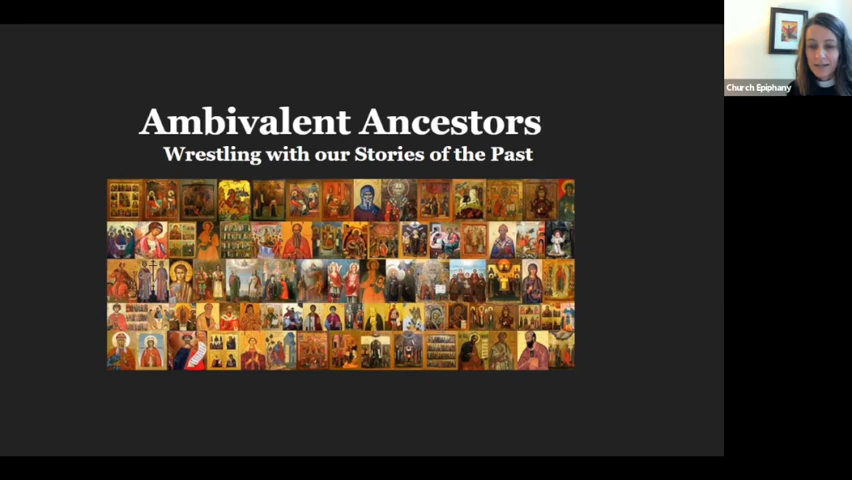 Ambivalent Ancestors
Wrestling with our Stories of the Past
Church Epiphany